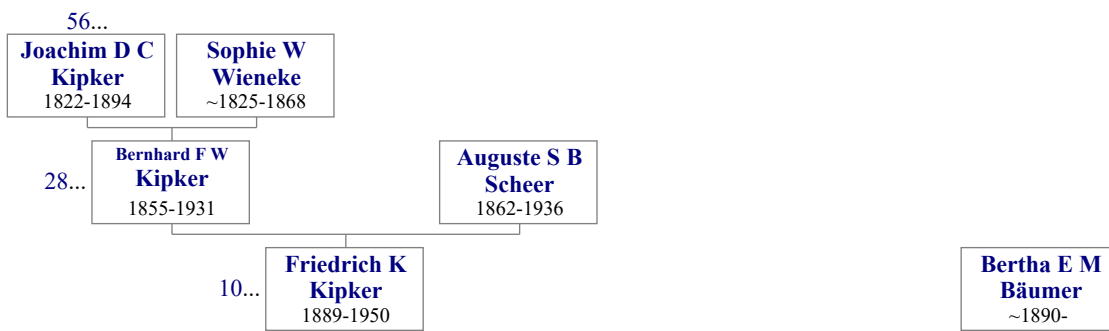 56...
Joachim D C
Kipker
1822-1894
Sophie W
Wieneke
~1825-1868
28...
Bernhard F W
Kipker
1855-1931
Auguste S B
Scheer
1862-1936
10...
Friedrich K
Kipker
1889-1950
Bertha E M
Bäumer
~1890-